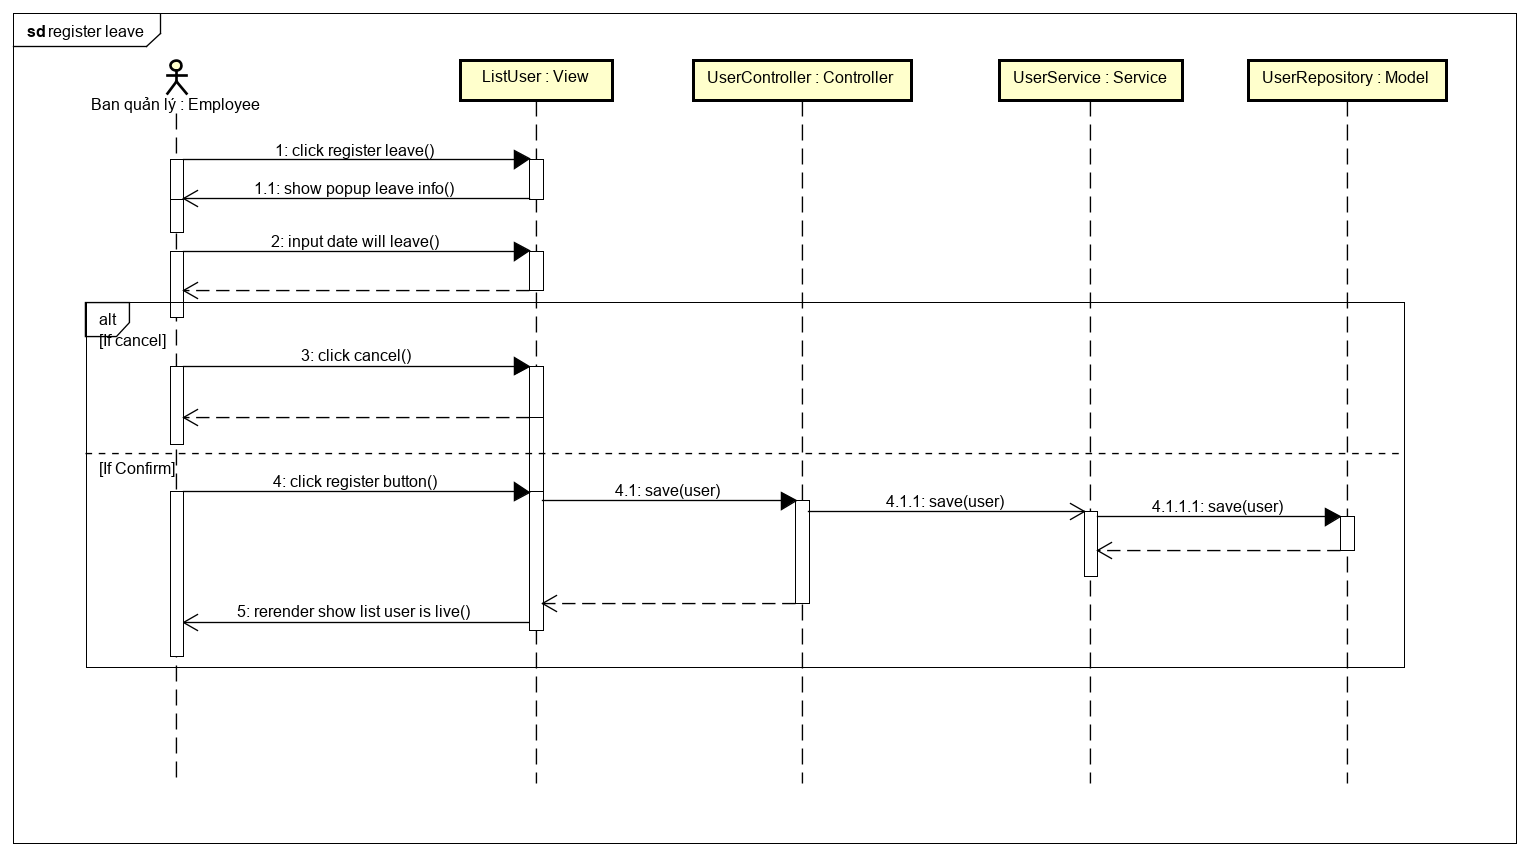 sd register leave
Ban quản lý : Employee
ListUser : View
UserController : Controller
UserService : Service
UserRepository : Model
1: click register leave()
1.1: show popup leave info()
2: input date will leave()
alt
[If cancel]
3: click cancel()
[If Confirm]
4: click register button()
4.1: save(user)
4.1.1: save(user)
4.1.1.1: save(user)
5: rerender show list user is live()